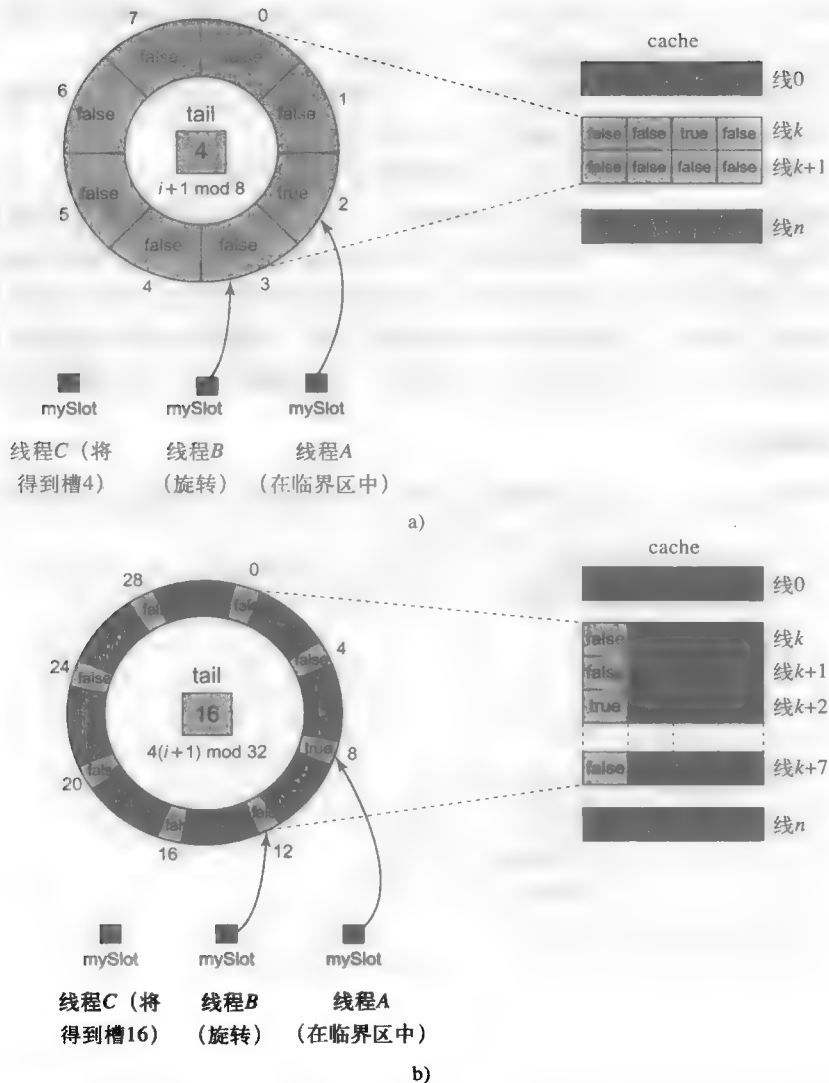 7 0
false false
6 1
false false
tail
4
i+1 mod 8
5 2
false true
false false
4 3
cache
线0
false false true false 线k
false false false false 线k+1
线n
mySlot mySlot mySlot
线程C（将 线程B 线程A
得到槽4） （旋转） （在临界区中）
a)
28 0
24 4
false false
tail
16
4(i+1) mod 32
20 8
true
16 12
cache
线0
false 线k
线k+1
true 线k+2
false 线k+7
线n
mySlot mySlot mySlot
线程C（将 线程B 线程A
得到槽16） （旋转） （在临界区中）
b)